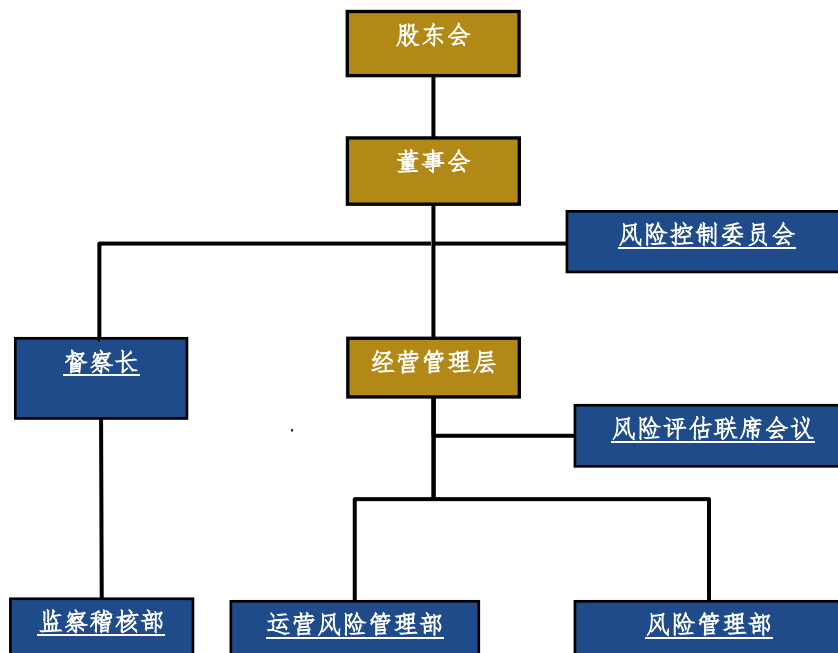 股东会
董事会
风险控制委员会
督察长
经营管理层
风险评估联席会议
监察稽核部
运营风险管理部
风险管理部